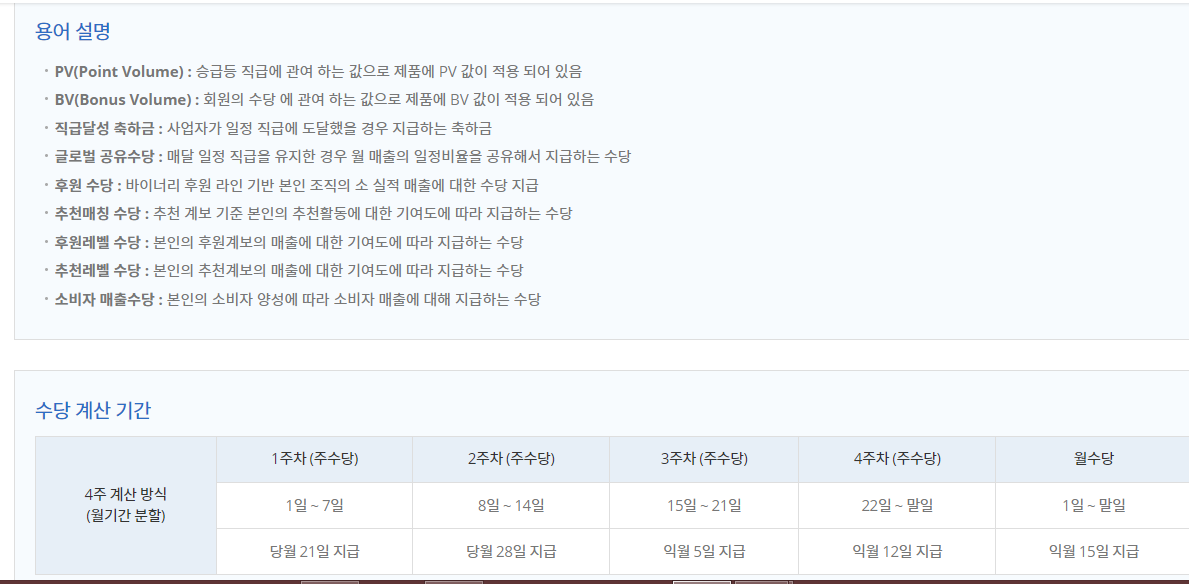 용어 설명
· PV(Point Volume) : 승급등 직급에 관여 하는 값으로 제품에 PV 값이 적용 되어 있음
· BV(Bonus Volume) : 회원의 수당 에 관여 하는 값으로 제품에 BV 값이 적용 되어 있음
· 직급달성 축하금 : 사업자가 일정 직급에 도달했을 경우 지급하는 축하금
· 글로벌 공유수당 : 매달 일정 직급을 유지한 경우 월 매출의 일정비율을 공유해서 지급하는 수당
· 후원 수당 : 바이너리 후원 라인 기반 본인 조직의 소 실적 매출에 대한 수당 지급
· 추천매칭 수당 : 추천 계보 기준 본인의 추천활동에 대한 기여도에 따라 지급하는 수당
· 후원레벨 수당 : 본인의 후원계보의 매출에 대한 기여도에 따라 지급하는 수당
· 추천레벨 수당 : 본인의 추천계보의 매출에 대한 기여도에 따라 지급하는 수당
· 소비자 매출수당 : 본인의 소비자 양성에 따라 소비자 매출에 대해 지급하는 수당
수당 계산 기간
4주 계산 방식
(월기간 분할)
1주차 (주수당) 2주차 (주수당) 3주차 (주수당) 4주차 (주수당) 월수당
1일 ~ 7일 8일 ~ 14일 15일 ~ 21일 22일 ~ 말일 1일 ~ 말일
당월 21일 지급 당월 28일 지급 익월 5일 지급 익월 12일 지급 익월 15일 지급